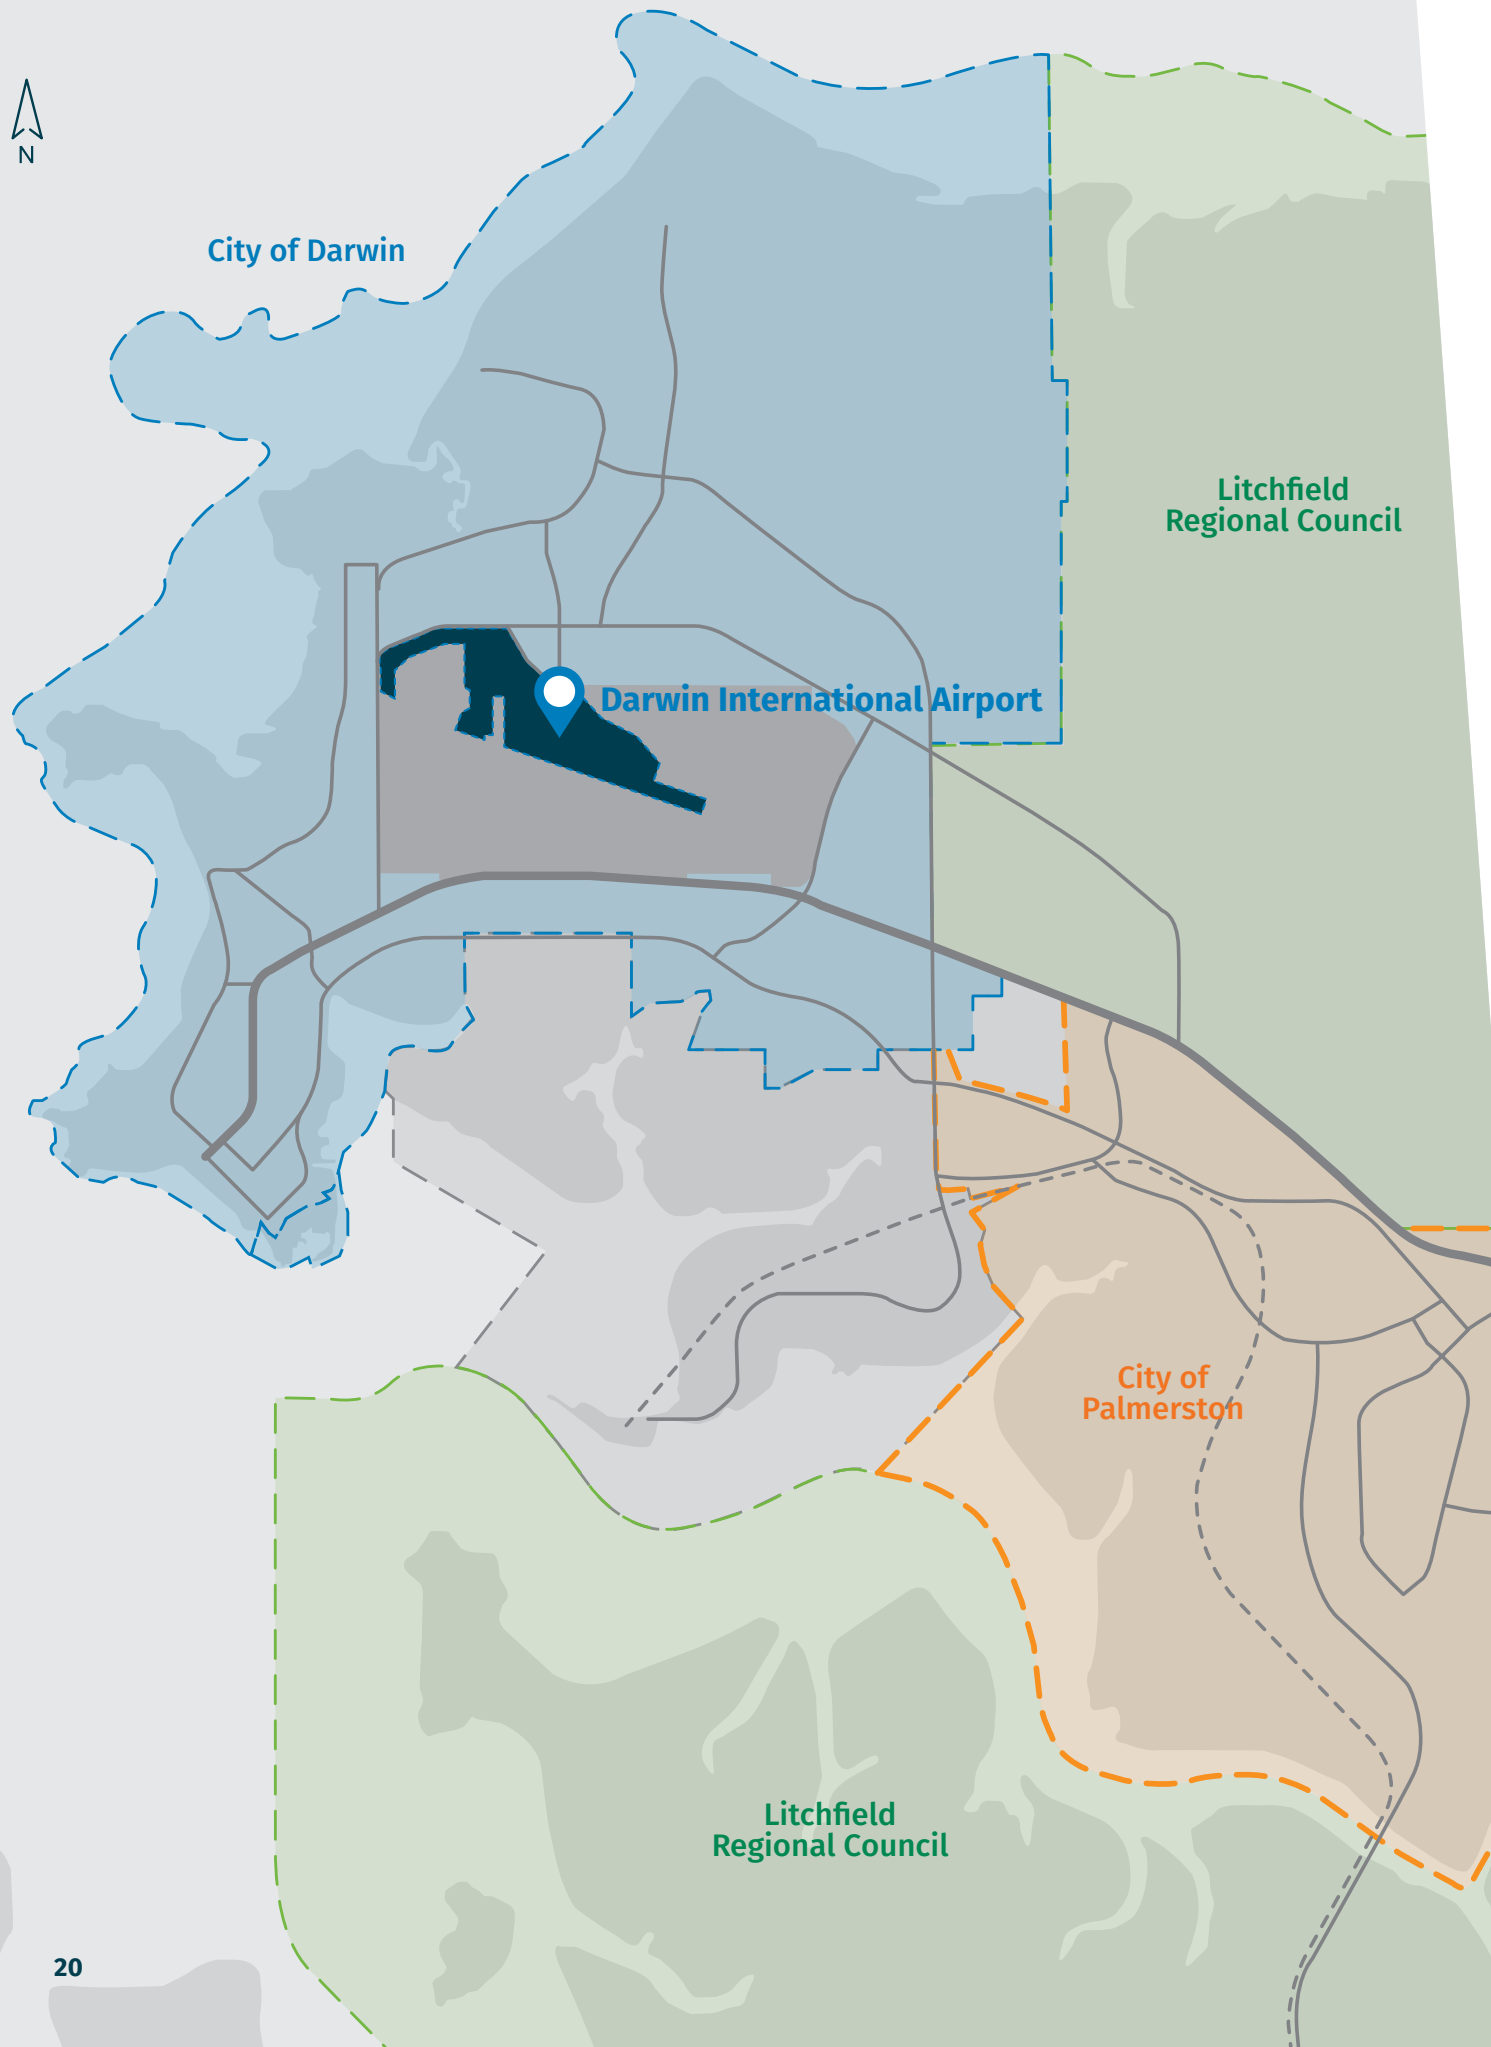 N
City of Darwin
Litchfield
Regional Council
Darwin International Airport
City of
Palmerston
Litchfield
Regional Council
20